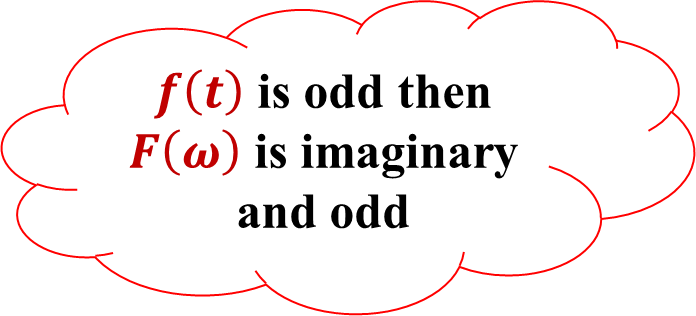 f(t) is odd then
F(ω) is imaginary
and odd